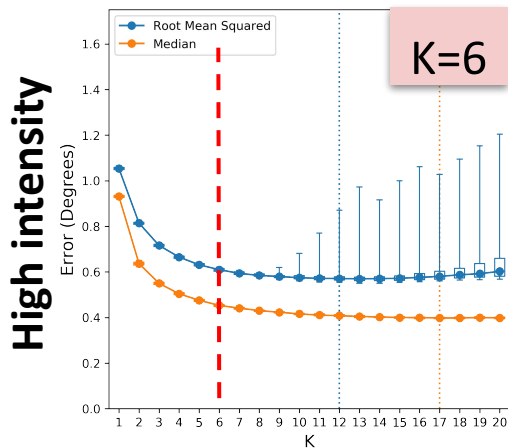 Root Mean Squared
Median
K=6
High intensity
Error (Degrees)
1.6
1.4
1.2
1.0
0.8
0.6
0.4
0.2
0.0
1 2 3 4 5 6 7 8 9 10 11 12 13 14 15 16 17 18 19 20
K